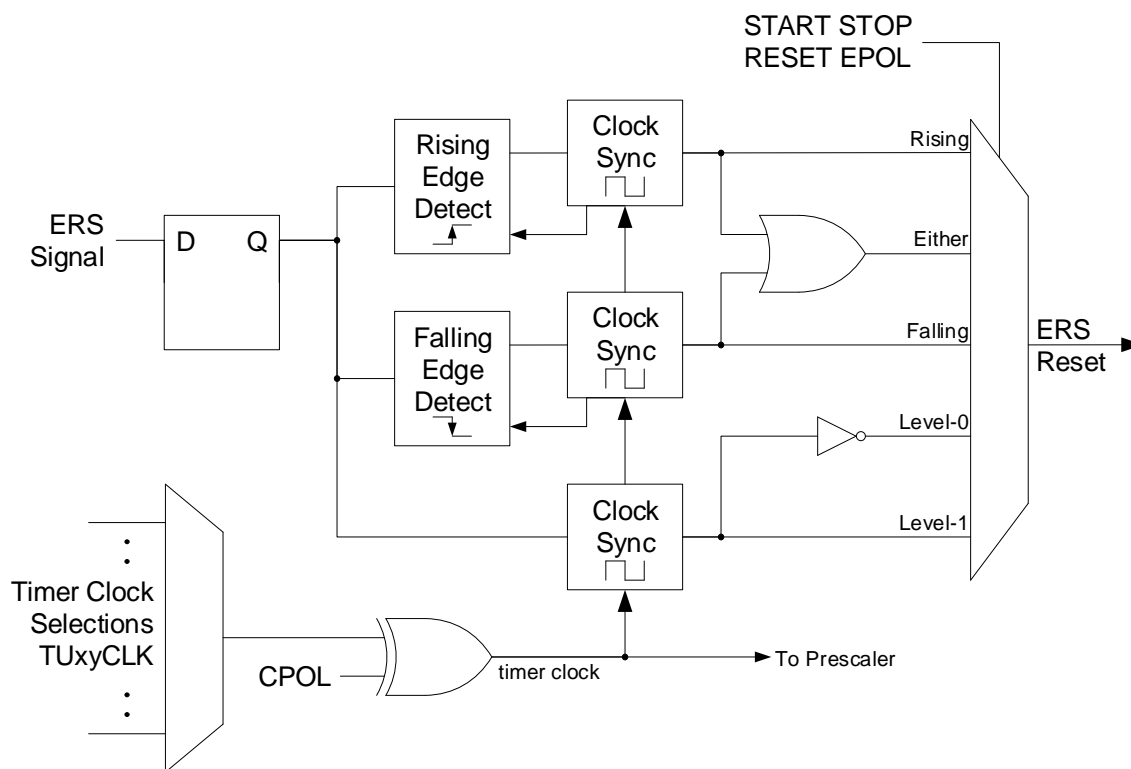 START STOP
RESET EPOL
Rising
Edge
Detect
Clock
Sync
Rising
ERS
Signal
D Q
Either
Falling
Edge
Detect
Clock
Sync
Falling
ERS
Reset
Level-0
Clock
Sync
Level-1
Timer Clock
Selections
TUxyCLK
CPOL
timer clock
To Prescaler